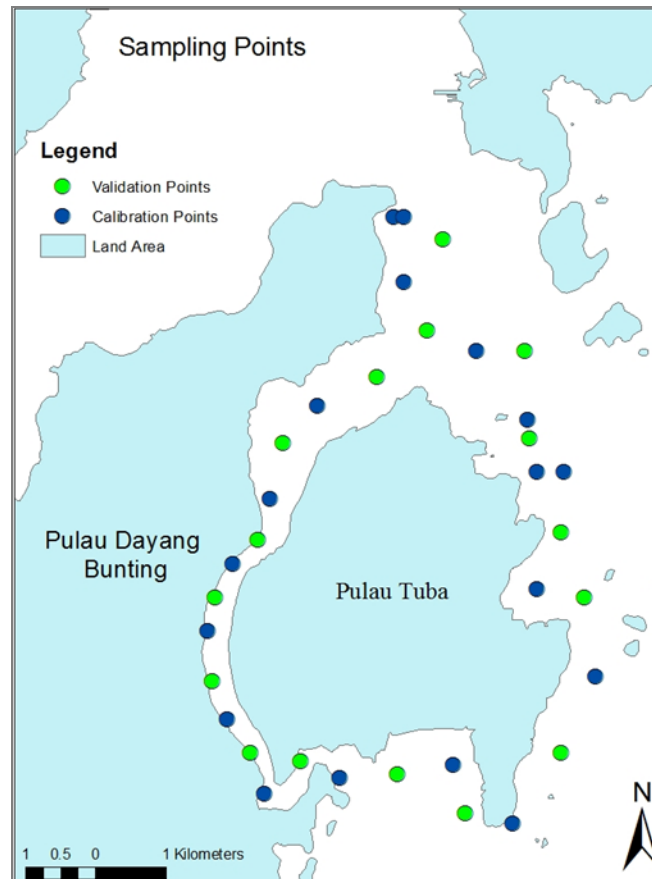 Sampling Points
Legend
Validation Points
Calibration Points
Land Area
Pulau Dayang
Bunting
Pulau Tuba
N
1 0.5 0 1 Kilometers